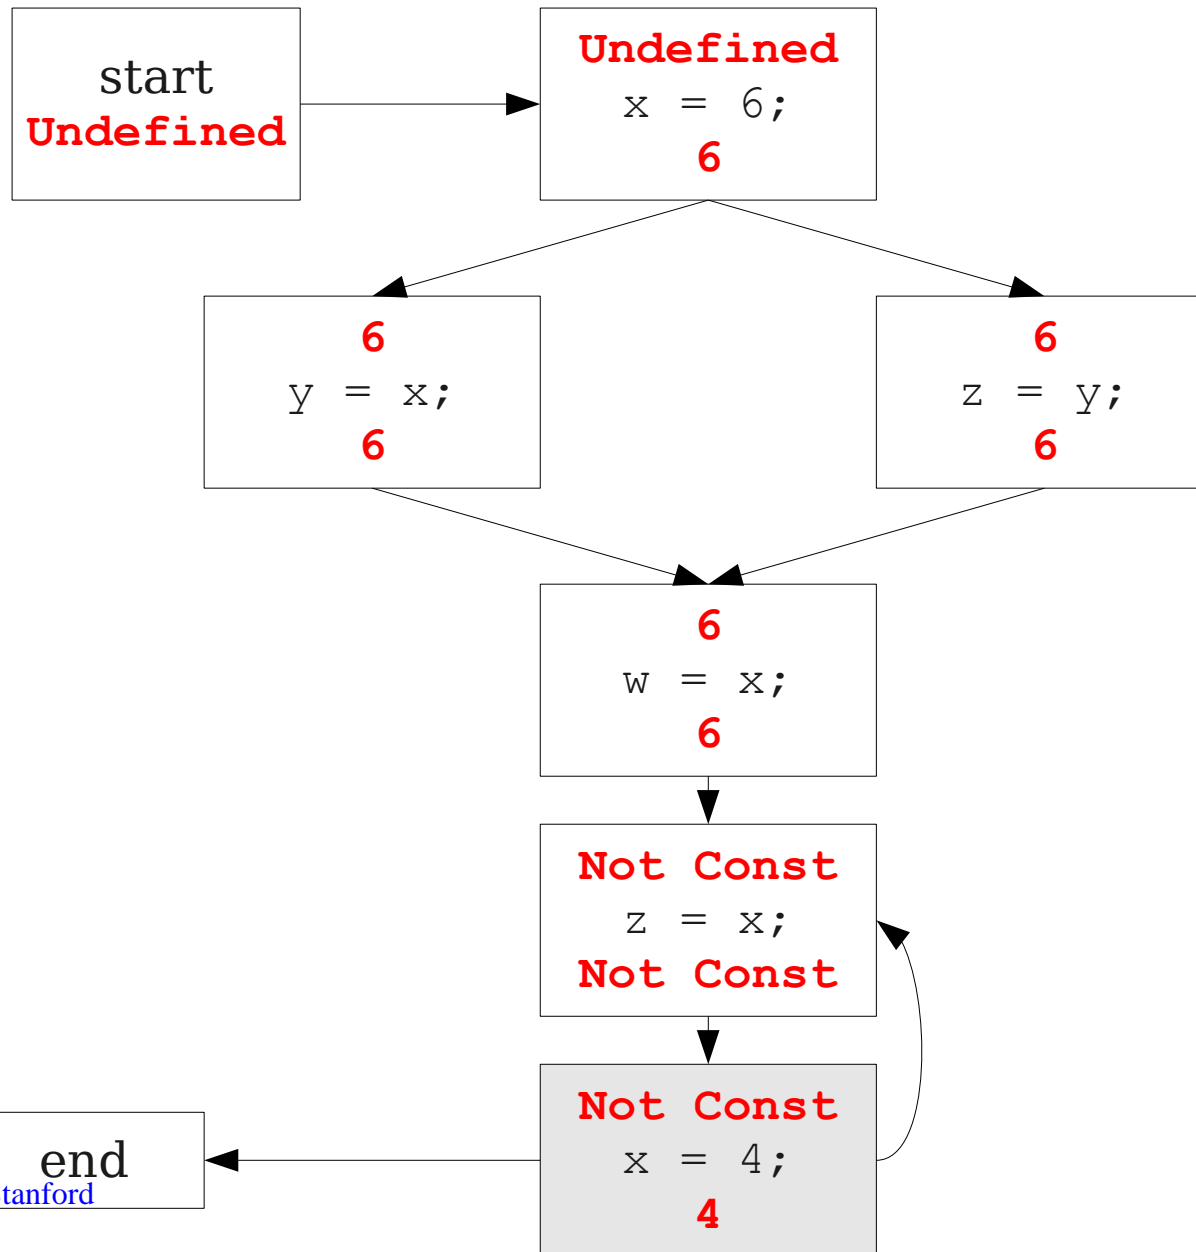 start
Undefined
Undefined
x = 6;
6
6
y = x;
6
6
z = y;
6
6
w = x;
6
Not Const
z = x;
Not Const
Not Const
x = 4;
4
end
tanford